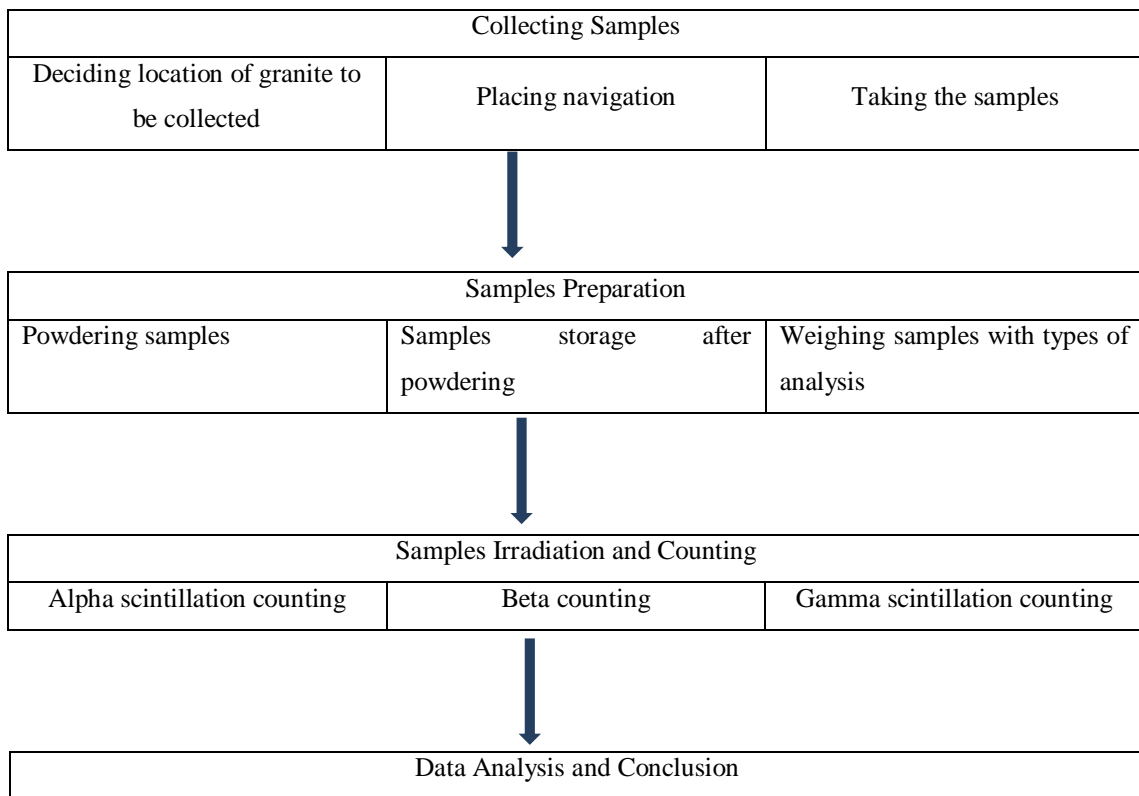 Collecting Samples
Deciding location of granite to
be collected
Placing navigation
Taking the samples
Samples Preparation
Powdering samples
Samples storage after
powdering
Weighing samples with types of
analysis
Samples Irradiation and Counting
Alpha scintillation counting
Beta counting
Gamma scintillation counting
Data Analysis and Conclusion